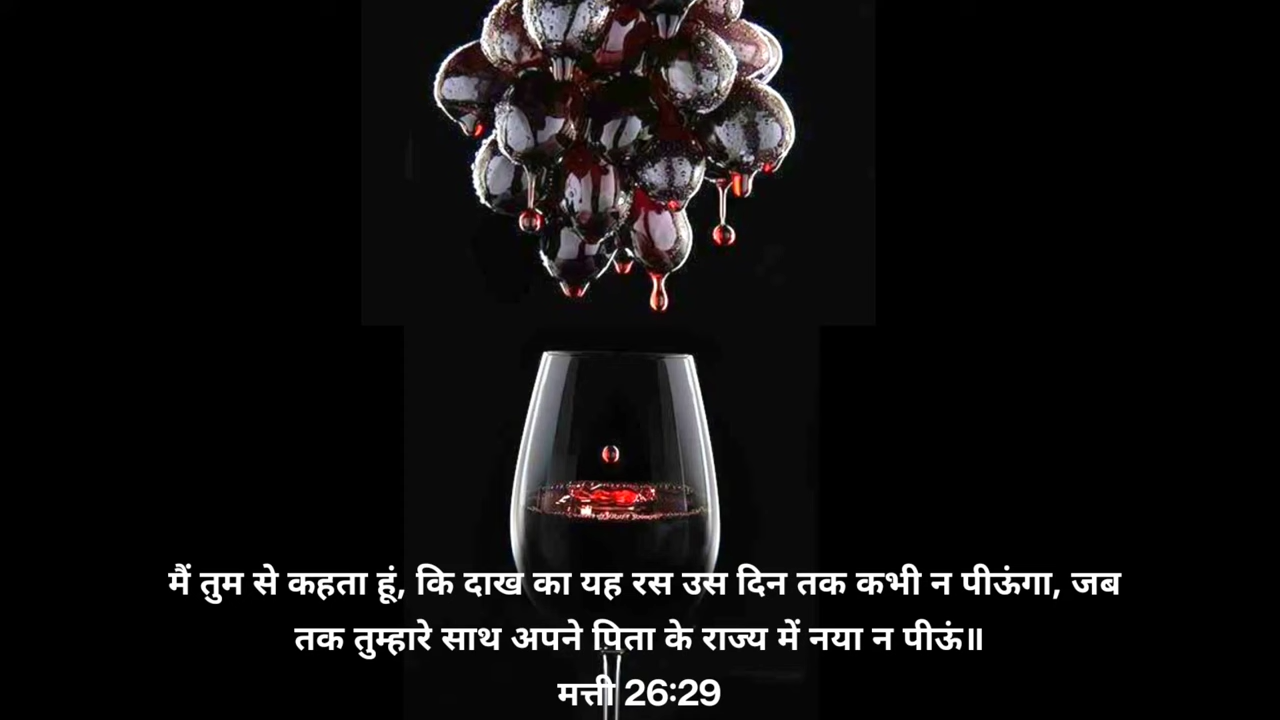 मैं तुम से कहता हूं, कि दाख का यह रस उस दिन तक कभी न पीऊंगा, जब
तक तुम्हारे साथ अपने पिता के राज्य में नया न पीऊं॥
मत्ती 26:29